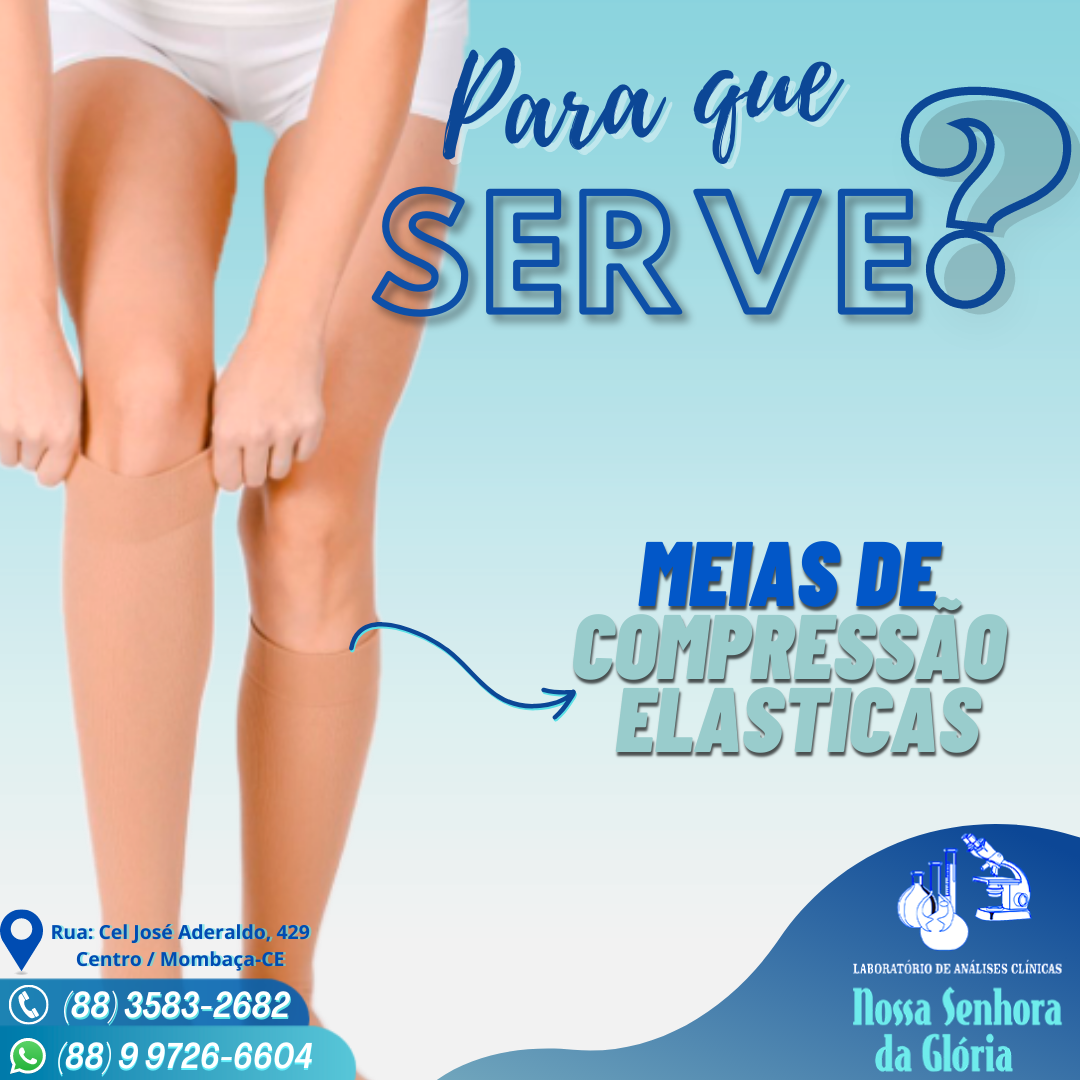 Para que
SERVE?
MEIAS DE
COMPRESSÃO
ELASTICAS
Rua: Cel José Aderaldo, 429
Centro / Mombaça-CE
(88) 3583-2682
(88) 9 9726-6604
LABORATÓRIO DE ANÁLISES CLÍNICAS
Nossa Senhora
da Glória